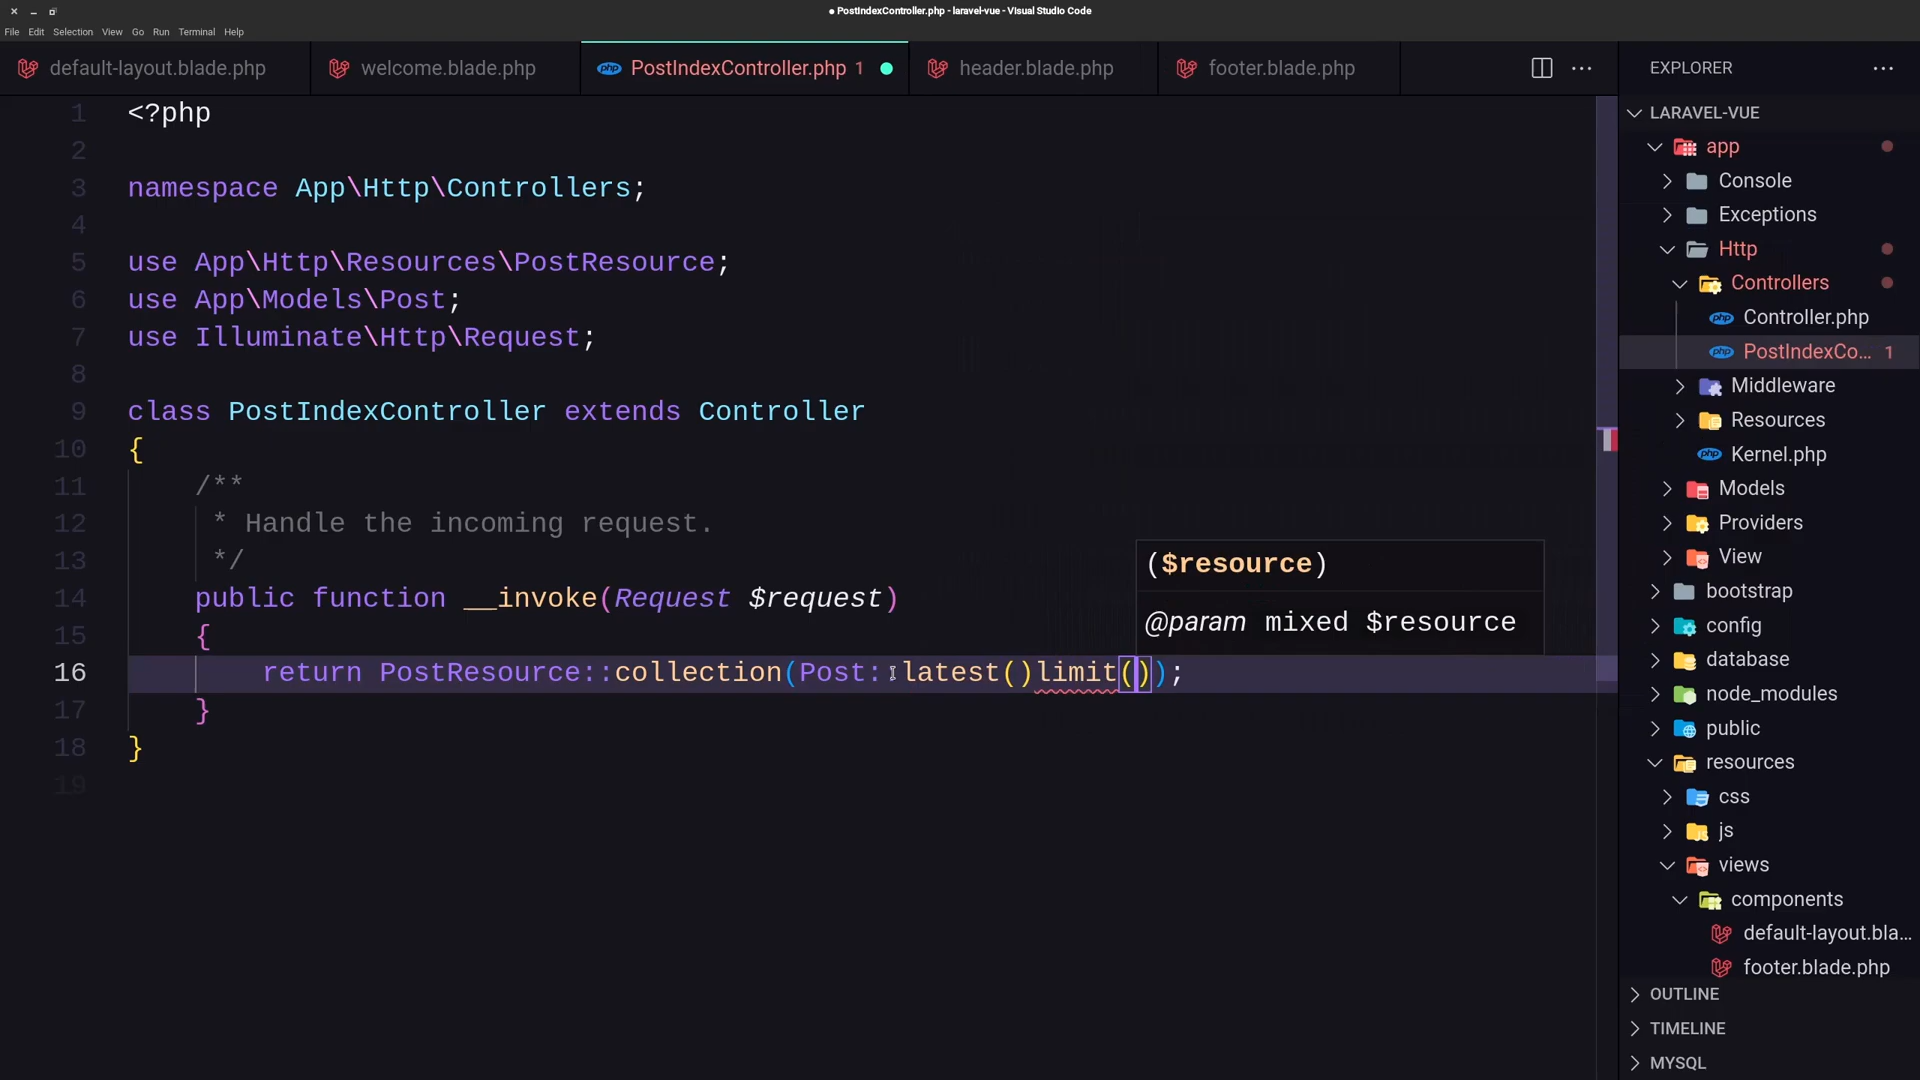 ● PostIndexController.php - laravel-vue - Visual Studio Code
File Edit Selection View Go Run Terminal Help
default-layout.blade.php welcome.blade.php php PostIndexController.php 1 header.blade.php footer.blade.php EXPLORER
1 <?php
2
3 namespace App\Http\Controllers;
4
5 use App\Http\Resources\PostResource;
6 use App\Models\Post;
7 use Illuminate\Http\Request;
8
9 class PostIndexController extends Controller
10 {
11 /**
12 * Handle the incoming request.
13 */
14 public function __invoke(Request $request)
15 {
16 return PostResource::collection(Post::latest()limit());
17 }
18 }
19
($resource)
@param mixed $resource
LARAVEL-VUE
app
Console
Exceptions
Http
Controllers
php Controller.php
php PostIndexCo... 1
Middleware
Resources
php Kernel.php
Models
Providers
View
bootstrap
config
database
node_modules
public
resources
css
JS js
views
components
default-layout.bla...
footer.blade.php
OUTLINE
TIMELINE
MYSQL